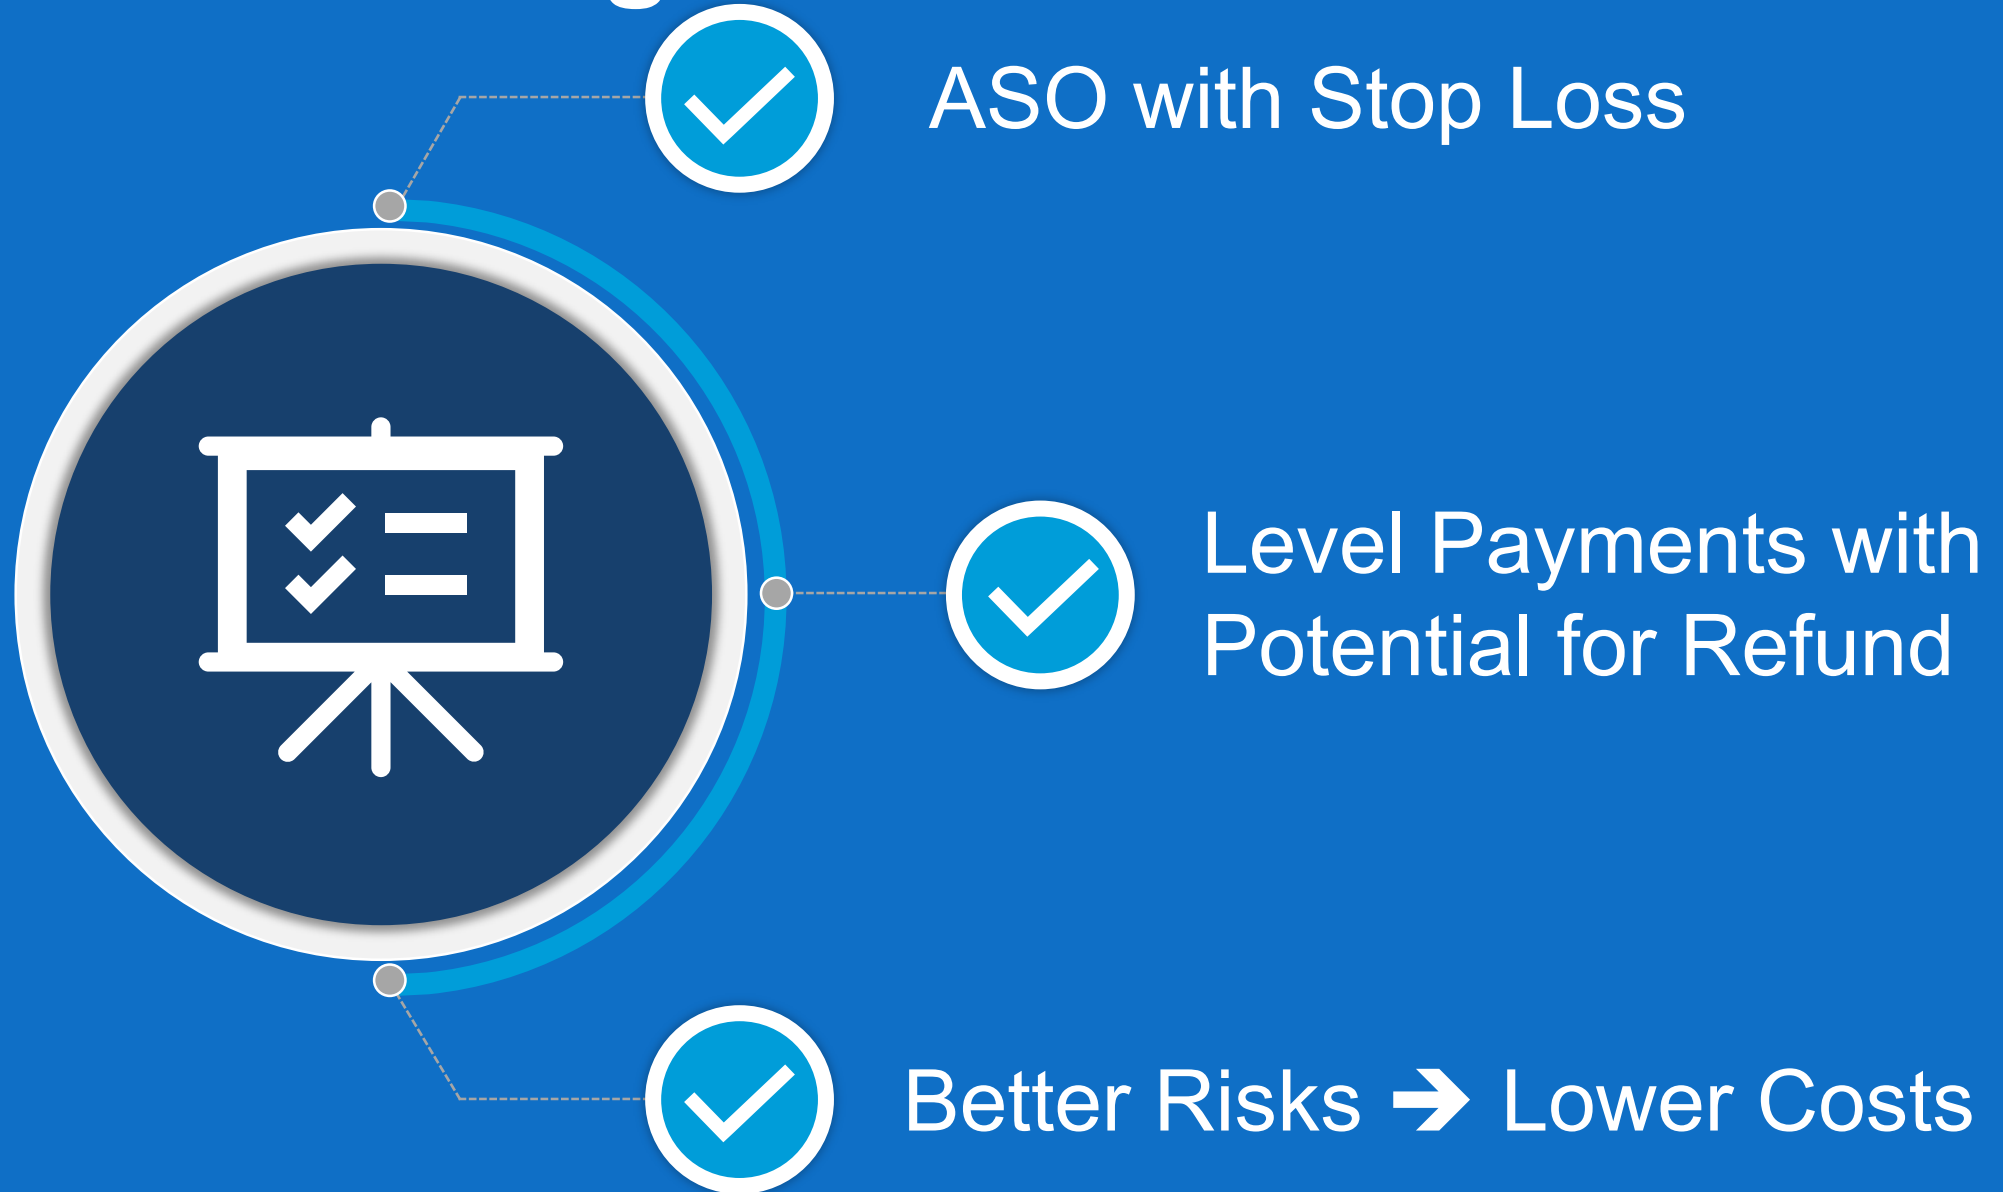 ASO with Stop Loss
Level Payments with
Potential for Refund
Better Risks ➔ Lower Costs